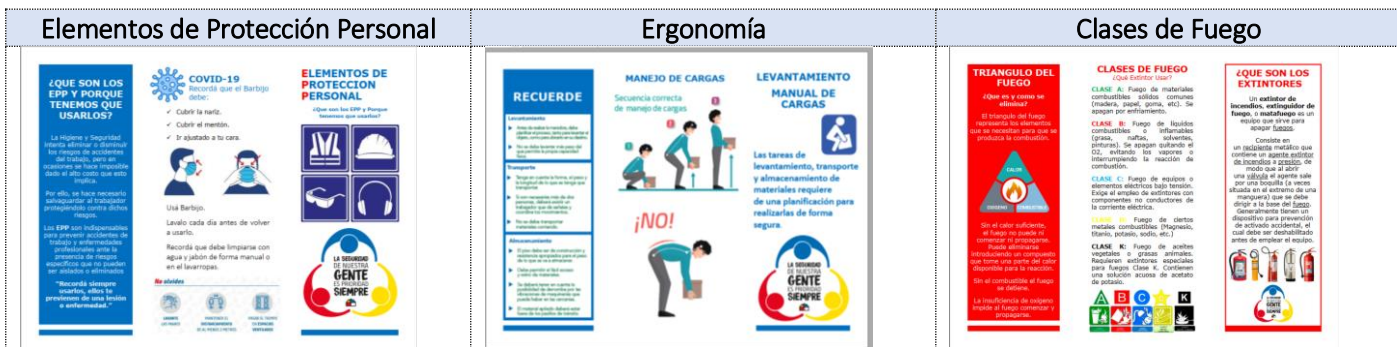 Elementos de Protección Personal
Ergonomía
Clases de Fuego
¿QUE SON LOS
EPP Y PORQUE
TENEMOS QUE
USARLOS?
La Higiene y Seguridad
intenta eliminar o disminuir
los riesgos de accidentes
del trabajo, pero en
ocasiones se hace imposible
dado el alto costo que esto
implica.
Por ello, se hace necesario
salvaguardar al trabajador
protegiéndolo contra dichos
riesgos.
Los EPP son indispensables
para prevenir accidentes de
trabajo y enfermedades
profesionales ante la
presencia de riesgos
específicos que no pueden
ser aislados o eliminados
"Recordá siempre
usarlos, ellos te
previenen de una lesión
o enfermedad."
COVID-19
Recordá que el Barbijo
debe:
✓ Cubrir la nariz.
✓ Cubrir el mentón.
✓ Ir ajustado a tu cara.
Usá Barbijo.
Lavalo cada día antes de volver
a usarlo.
Recordá que debe limpiarse con
agua y jabón de forma manual o
en el lavarropas.
No olvides
ELEMENTOS DE
PROTECCION
PERSONAL
¿Que son los EPP y Porque
tenemos que usarlos?
LA SEGURIDAD
DE NUESTRA
GENTE
ES PRIORIDAD
SIEMPRE
RECUERDE
Levantamiento
Transporte
Almacenamiento
MANEJO DE CARGAS
Secuencia correcta
de manejo de cargas
¡NO!
LEVANTAMIENTO
MANUAL DE
CARGAS
Las tareas de
levantamiento, transporte
y almacenamiento de
materiales requiere
de una planificación para
realizarlas de forma
segura.
LA SEGURIDAD
DE NUESTRA
GENTE
ES PRIORIDAD
SIEMPRE
TRIANGULO DEL
FUEGO
¿Que es y como se
elimina?
El triangulo del fuego
representa los elementos
que se necesitan para que se
produzca la combustión.
CALOR
OXIGENO
COMBUSTIBLE
Sin el calor suficiente,
el fuego no puede ni
comenzar ni propagarse.
Puede eliminarse
introduciendo un compuesto
que tome una parte del calor
disponible para la reacción.
Sin el combustible el fuego
se detiene.
La insuficiencia de oxígeno
impide al fuego comenzar y
propagarse.
CLASES DE FUEGO
¿Qué Extintor Usar?
CLASE A: Fuego de materiales
combustibles sólidos comunes
(madera, papel, goma, etc). Se
apagan por enfriamiento.
CLASE B: Fuego de líquidos
combustibles o inflamables
(grasa, naftas, solventes,
pinturas). Se apagan quitando el
O2, evitando los vapores o
interrumpiendo la reacción de
combustión.
CLASE C: Fuego de equipos o
elementos eléctricos bajo tensión.
Exige el empleo de extintores con
componentes no conductores de
la corriente eléctrica.
CLASE D: Fuego de ciertos
metales combustibles (Magnesio,
titanio, potasio, sodio, etc.)
CLASE K: Fuego de aceites
vegetales o grasas animales.
Requieren extintores especiales
para fuegos Clase K. Contienen
una solución acuosa de acetato
de potasio.
A B C D K
¿QUE SON LOS
EXTINTORES
Un extintor de
incendios, extinguidor de
fuego, o matafuego es un
equipo que sirve para
apagar fuegos.
Consiste en
un recipiente metálico que
contiene un agente extintor
de incendios a presión, de
modo que al abrir
una válvula el agente sale
por una boquilla (a veces
situada en el extremo de una
manguera) que se debe
dirigir a la base del fuego.
Generalmente tienen un
dispositivo para prevención
de activado accidental, el
cual debe ser deshabilitado
antes de emplear el equipo.
LA SEGURIDAD
DE NUESTRA
GENTE
ES PRIORIDAD
SIEMPRE